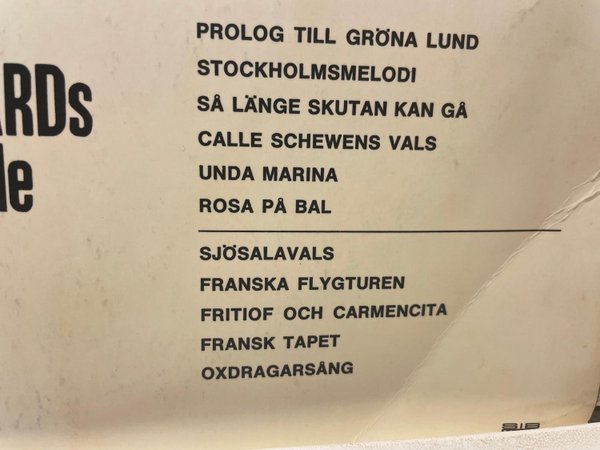 PROLOG TILL GRÖNA LUND
STOCKHOLMSMELODI
SÅ LÄNGE SKUTAN KAN GÅ
CALLE SCHEWENS VALS
UNDA MARINA
ROSA PÅ BAL
SJÖSALAVALS
FRANSKA FLYGTUREN
FRITIOF OCH CARMENCITA
FRANSK TAPET
OXDRAGARSÅNG
ARDs